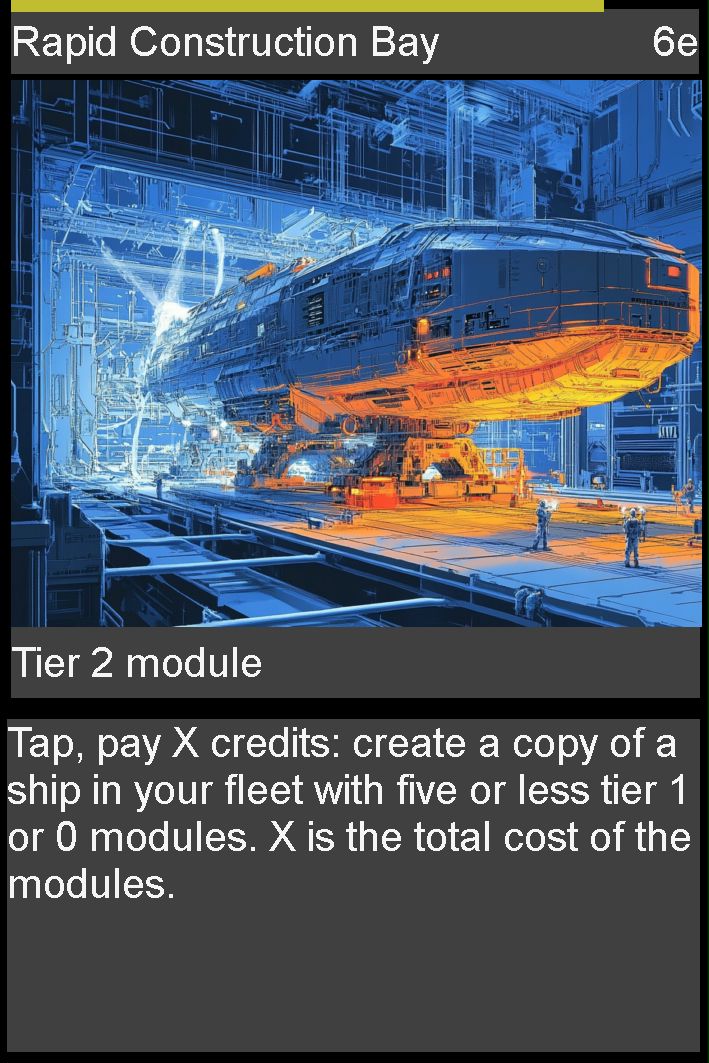 Rapid Construction Bay 6e
Tier 2 module
Tap, pay X credits: create a copy of a
ship in your fleet with five or less tier 1
or 0 modules. X is the total cost of the
modules.